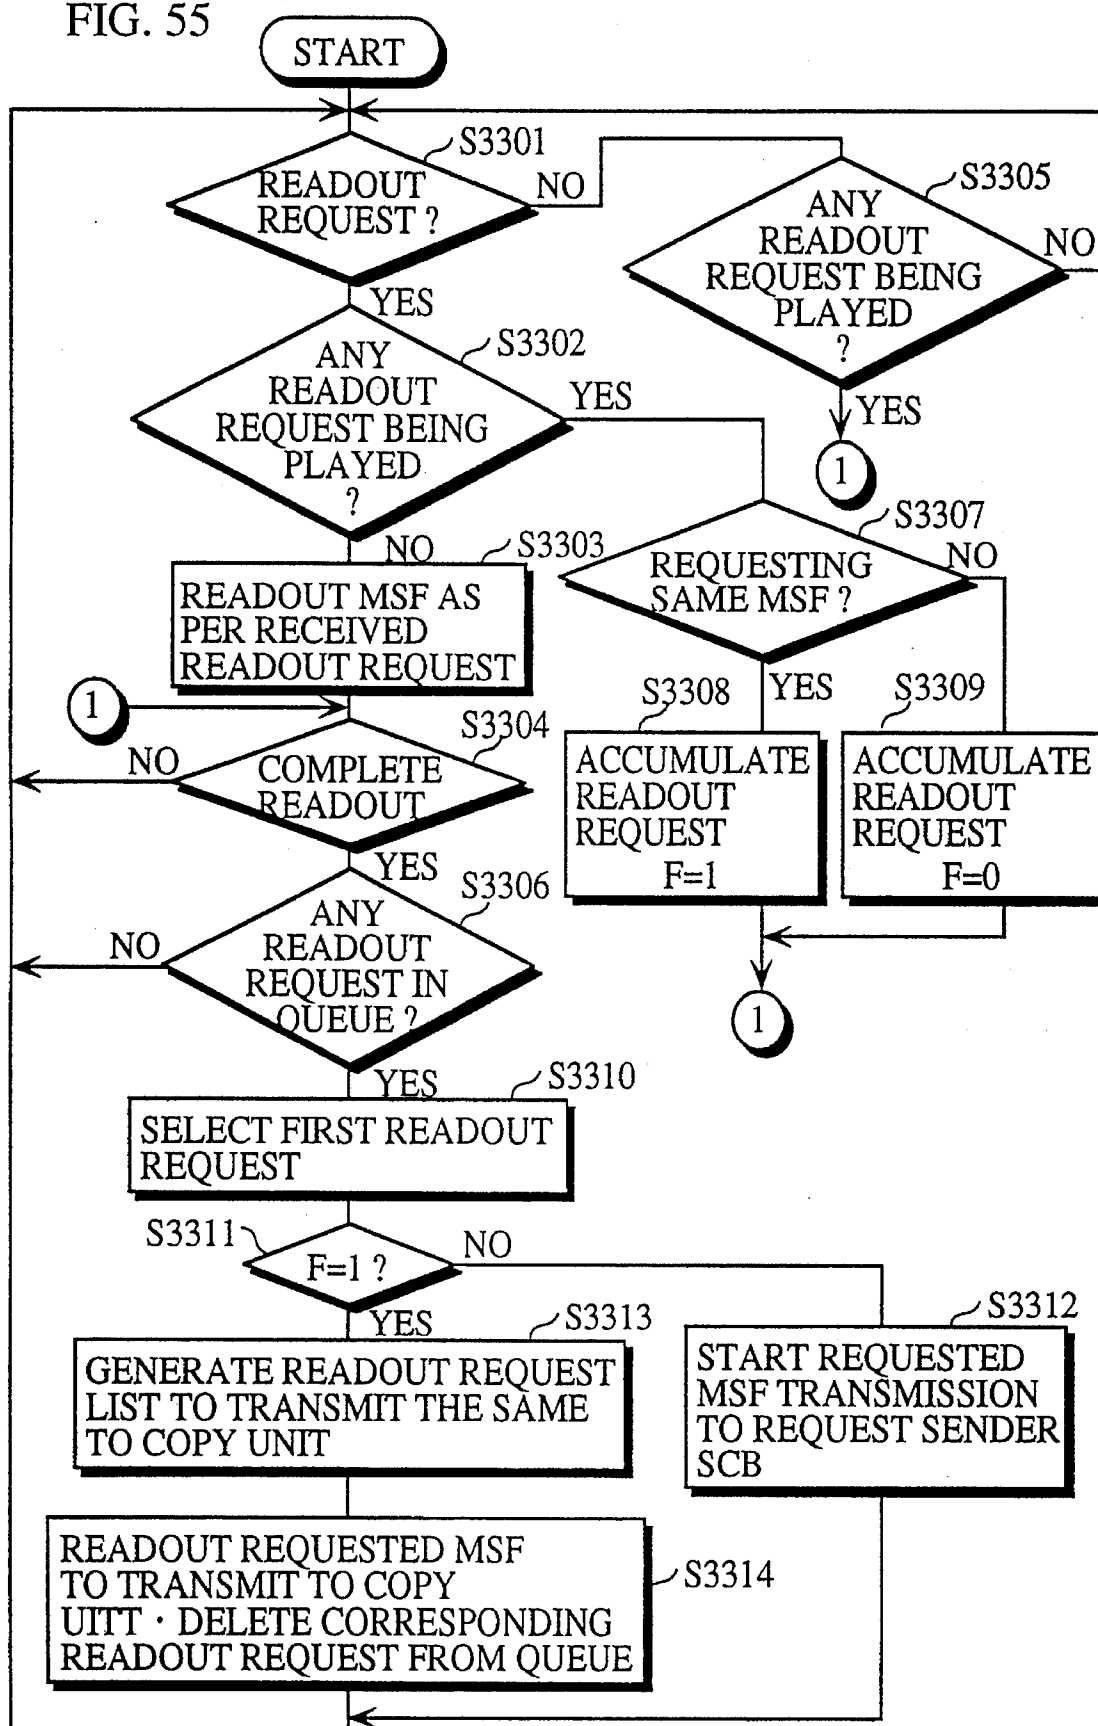 FIG. 55
START
S3301
READOUT
REQUEST ?
NO
YES
S3305
ANY
READOUT
REQUEST BEING
PLAYED
?
NO
YES
1
S3302
ANY
READOUT
REQUEST BEING
PLAYED
?
YES
NO
S3303
READOUT MSF AS
PER RECEIVED
READOUT REQUEST
S3307
REQUESTING
SAME MSF ?
NO
YES
1
S3304
COMPLETE
READOUT
NO
YES
S3308
ACCUMULATE
READOUT
REQUEST
F=1
S3309
ACCUMULATE
READOUT
REQUEST
F=0
1
S3306
ANY
READOUT
REQUEST IN
QUEUE ?
NO
YES
S3310
SELECT FIRST READOUT
REQUEST
S3311
F=1 ?
NO
YES
S3313
GENERATE READOUT REQUEST
LIST TO TRANSMIT THE SAME
TO COPY UNIT
S3312
START REQUESTED
MSF TRANSMISSION
TO REQUEST SENDER
SCB
READOUT REQUESTED MSF
TO TRANSMIT TO COPY
UITT · DELETE CORRESPONDING
READOUT REQUEST FROM QUEUE
S3314